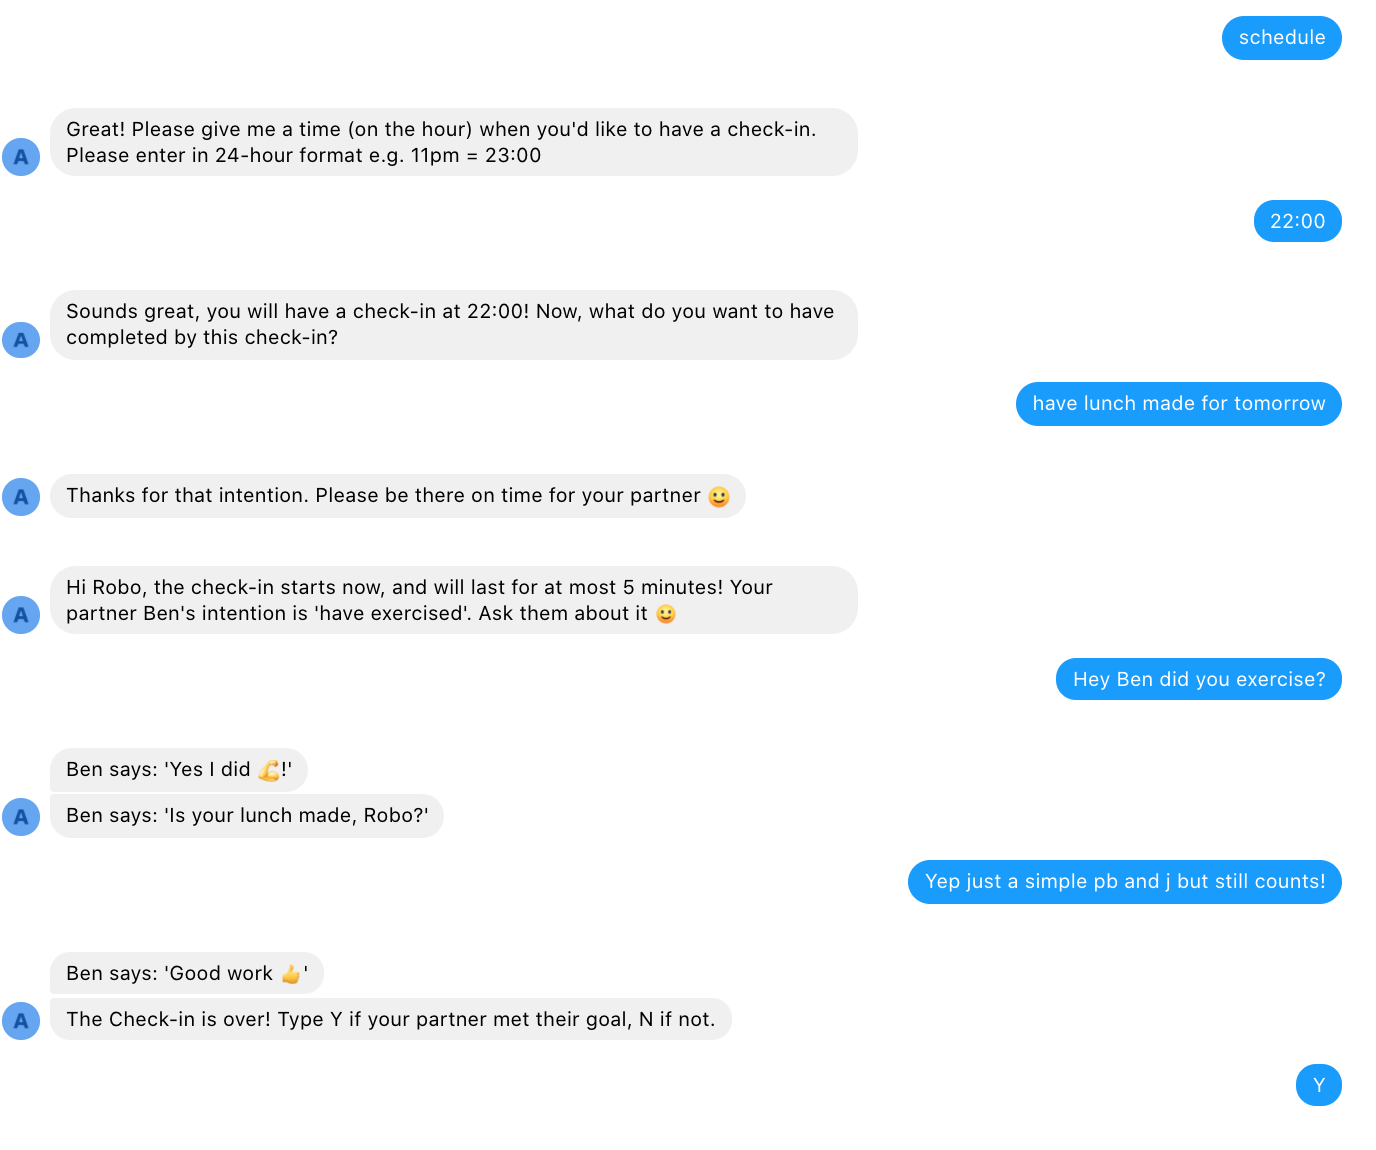 schedule
Great! Please give me a time (on the hour) when you'd like to have a check-in.
Please enter in 24-hour format e.g. 11pm = 23:00
A
22:00
Sounds great, you will have a check-in at 22:00! Now, what do you want to have
completed by this check-in?
A
have lunch made for tomorrow
A
Thanks for that intention. Please be there on time for your partner 🙂
Hi Robo, the check-in starts now, and will last for at most 5 minutes! Your
partner Ben's intention is 'have exercised'. Ask them about it 🙂
A
Hey Ben did you exercise?
Ben says: 'Yes I did 💪!'
Ben says: 'Is your lunch made, Robo?'
A
Yep just a simple pb and j but still counts!
Ben says: 'Good work 👍'
The Check-in is over! Type Y if your partner met their goal, N if not.
A
Y